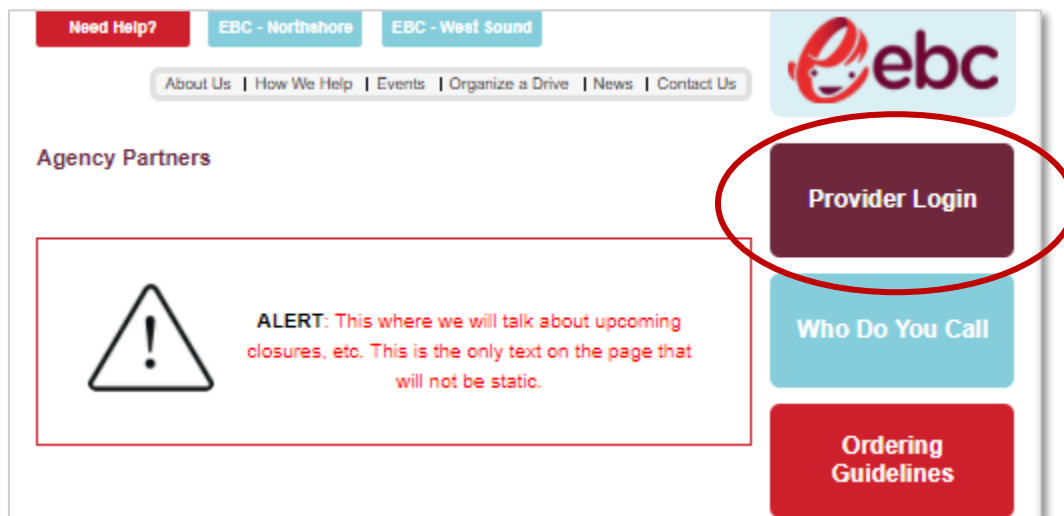 Need Help?
EBC - Northshore
EBC - West Sound
About Us | How We Help | Events | Organize a Drive | News | Contact Us
ebc
Agency Partners
Provider Login
ALERT: This where we will talk about upcoming
closures, etc. This is the only text on the page that
will not be static.
Who Do You Call
Ordering
Guidelines